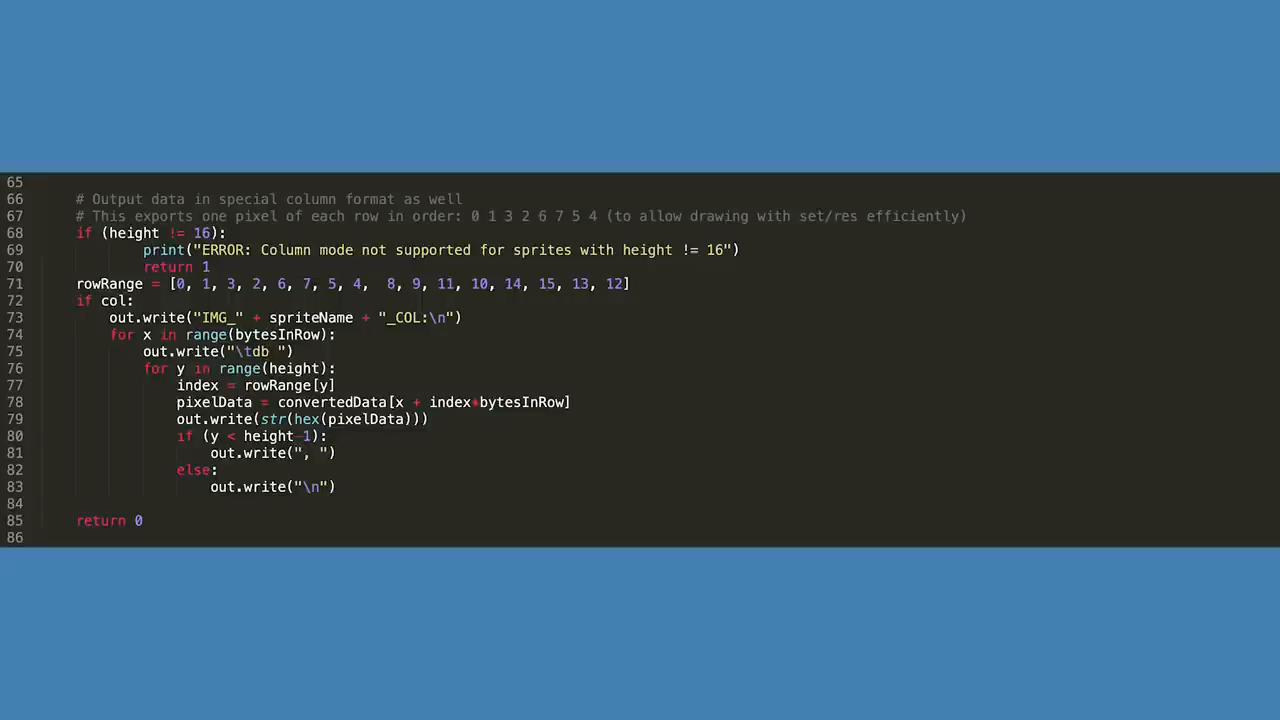 65
66 # Output data in special column format as well
67 # This exports one pixel of each row in order: 0 1 3 2 6 7 5 4 (to allow drawing with set/res efficiently)
68 if (height != 16):
69 print("ERROR: Column mode not supported for sprites with height != 16")
70 return 1
71 rowRange = [0, 1, 3, 2, 6, 7, 5, 4,  8, 9, 11, 10, 14, 15, 13, 12]
72 if col:
73 out.write("IMG_" + spriteName + "_COL:\n")
74 for x in range(bytesInRow):
75 out.write("\tdb ")
76 for y in range(height):
77 index = rowRange[y]
78 pixelData = convertedData[x + index*bytesInRow]
79 out.write(str(hex(pixelData)))
80 if (y < height-1):
81 out.write(", ")
82 else:
83 out.write("\n")
84
85 return 0
86